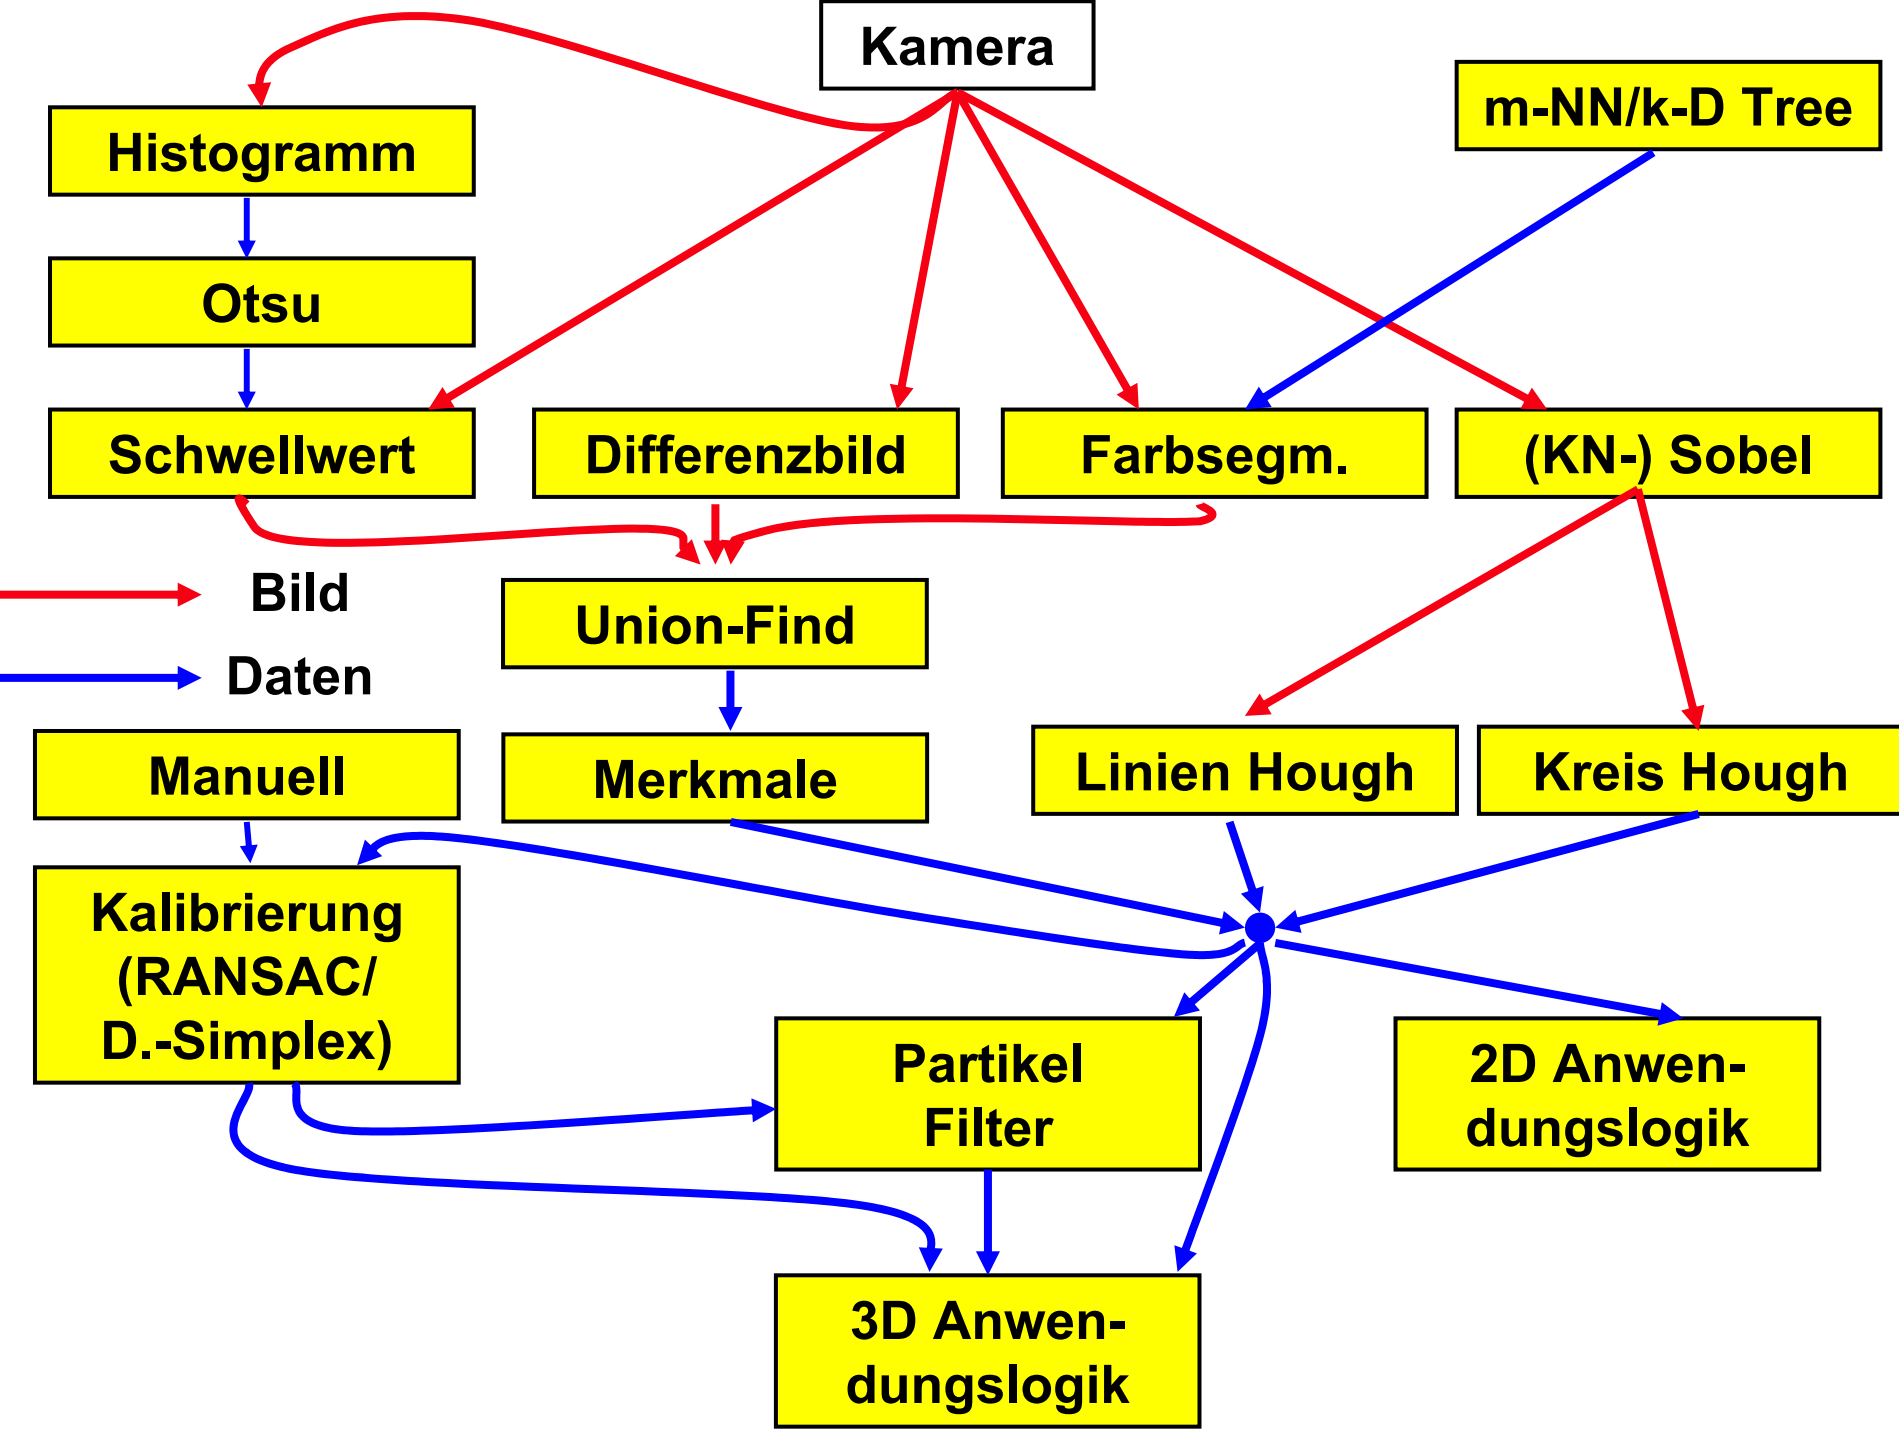 Kamera
m-NN/k-D Tree
Histogramm
Otsu
Schwellwert
Differenzbild
Farbsegm.
(KN-) Sobel
Bild
Daten
Union-Find
Manuell
Merkmale
Linien Hough
Kreis Hough
Kalibrierung
(RANSAC/
D.-Simplex)
Partikel
Filter
2D Anwen-
dungslogik
3D Anwen-
dungslogik